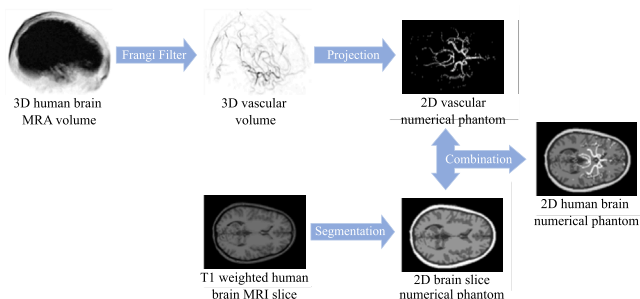 Frangi Filter
Projection
3D human brain
MRA volume
3D vascular
volume
2D vascular
numerical phantom
Combination
2D human brain
numerical phantom
Segmentation
T1 weighted human
brain MRI slice
2D brain slice
numerical phantom